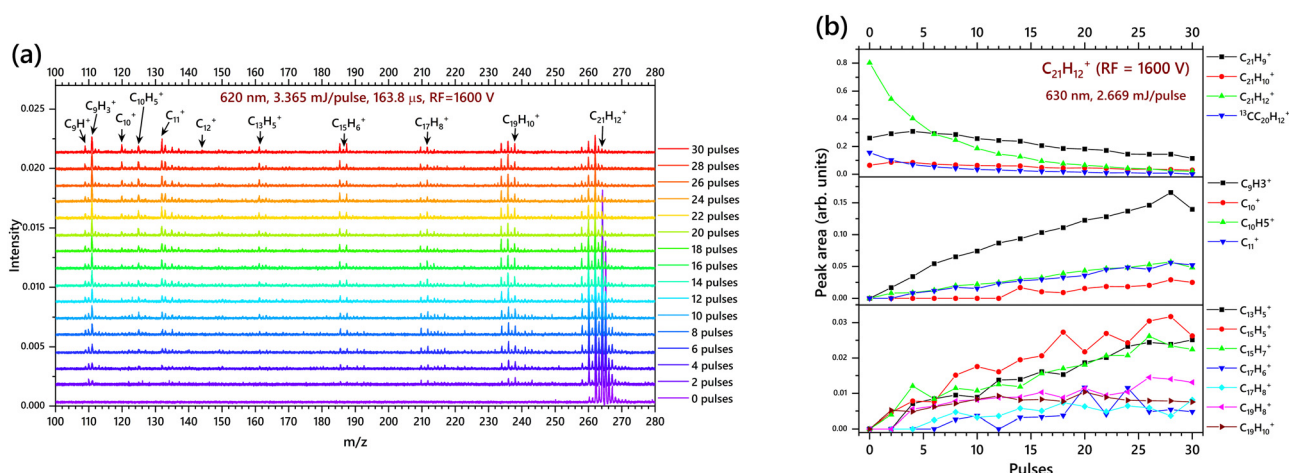 (a)
100 110 120 130 140 150 160 170 180 190 200 210 220 230 240 250 260 270 280
620 nm, 3.365 mJ/pulse, 163.8 μs, RF=1600 V
C₉H⁺ C₉H₃⁺ C₁₀⁺ C₁₀H₅⁺ C₁₁⁺ C₁₂⁺ C₁₃H₅⁺ C₁₅H₆⁺ C₁₇H₈⁺ C₁₉H₁₀⁺ C₂₁H₁₂⁺
0.025
0.020
0.015
0.010
0.005
0.000
Intensity
30 pulses
28 pulses
26 pulses
24 pulses
22 pulses
20 pulses
18 pulses
16 pulses
14 pulses
12 pulses
10 pulses
8 pulses
6 pulses
4 pulses
2 pulses
0 pulses
100 110 120 130 140 150 160 170 180 190 200 210 220 230 240 250 260 270 280
m/z
(b)
0 5 10 15 20 25 30
C₂₁H₁₂⁺ (RF = 1600 V)
630 nm, 2.669 mJ/pulse
0.8
0.6
0.4
0.2
0.0
C₂₁H₉⁺
C₂₁H₁₀⁺
C₂₁H₁₂⁺
¹³CC₂₀H₁₂⁺
0.15
0.10
0.05
0.00
Peak area (arb. units)
C₉H3⁺
C₁₀⁺
C₁₀H5⁺
C₁₁⁺
0.03
0.02
0.01
0.00
C₁₃H₅⁺
C₁₅H₅⁺
C₁₅H₇⁺
C₁₇H₆⁺
C₁₇H₈⁺
C₁₉H₈⁺
C₁₉H₁₀⁺
0 5 10 15 20 25 30
Pulses